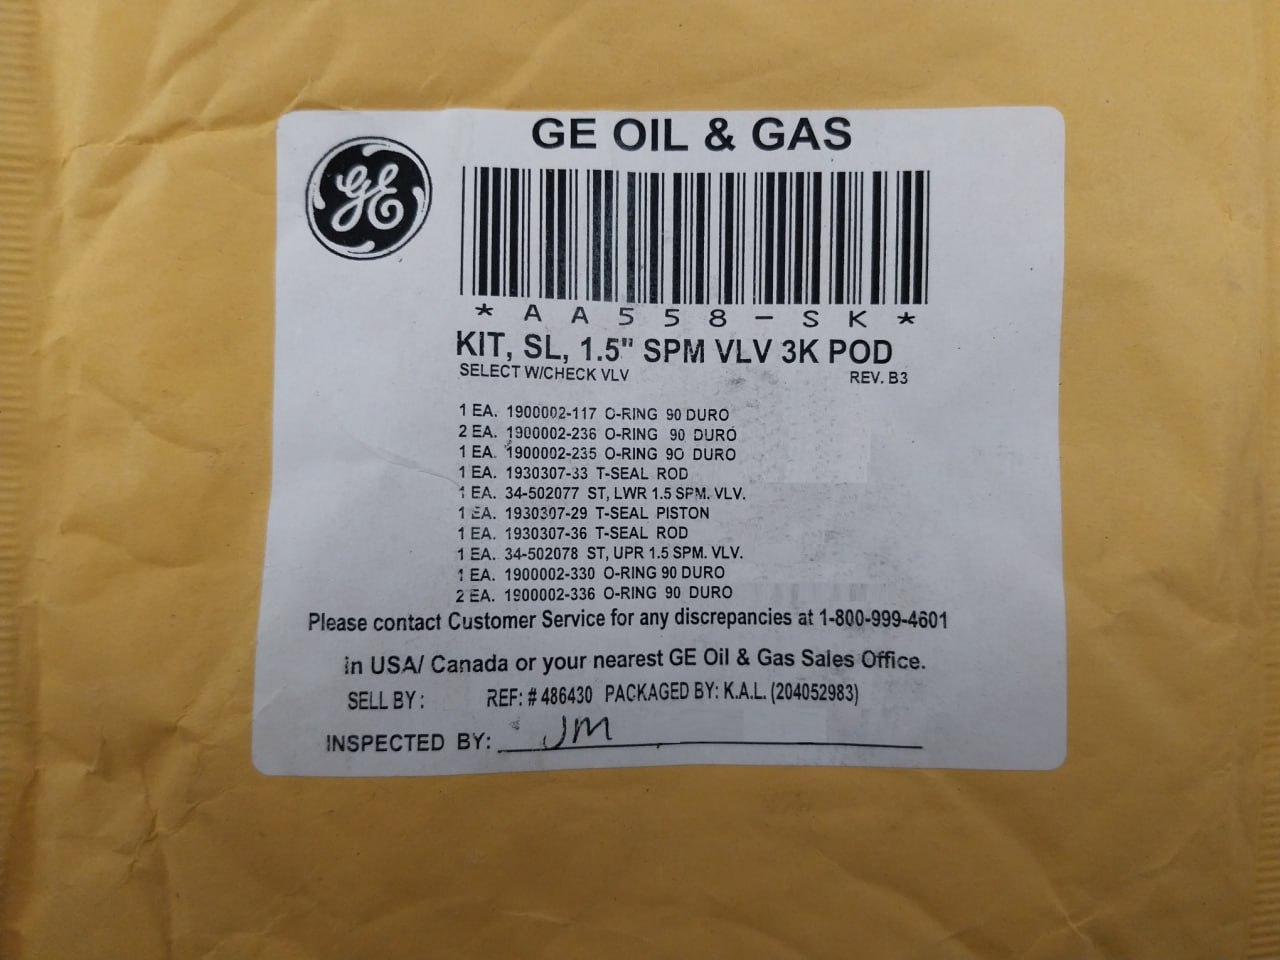 GE OIL & GAS
GE
*AA558-SK*
KIT, SL, 1.5" SPM VLV 3K POD
SELECT W/CHECK VLV REV. B3
1 EA. 1900002-117 O-RING 90 DURO
2 EA. 1900002-236 O-RING 90 DURO
1 EA. 1900002-235 O-RING 90 DURO
1 EA. 1930307-33 T-SEAL ROD
1 EA. 34-502077 ST, LWR 1.5 SPM. VLV.
1 EA. 1930307-29 T-SEAL PISTON
1 EA. 1930307-36 T-SEAL ROD
1 EA. 34-502078 ST, UPR 1.5 SPM. VLV.
1 EA. 1900002-330 O-RING 90 DURO
2 EA. 1900002-336 O-RING 90 DURO
Please contact Customer Service for any discrepancies at 1-800-999-4601
in USA/ Canada or your nearest GE Oil & Gas Sales Office.
SELL BY: REF: # 486430 PACKAGED BY: K.A.L. (204052983)
INSPECTED BY: JM